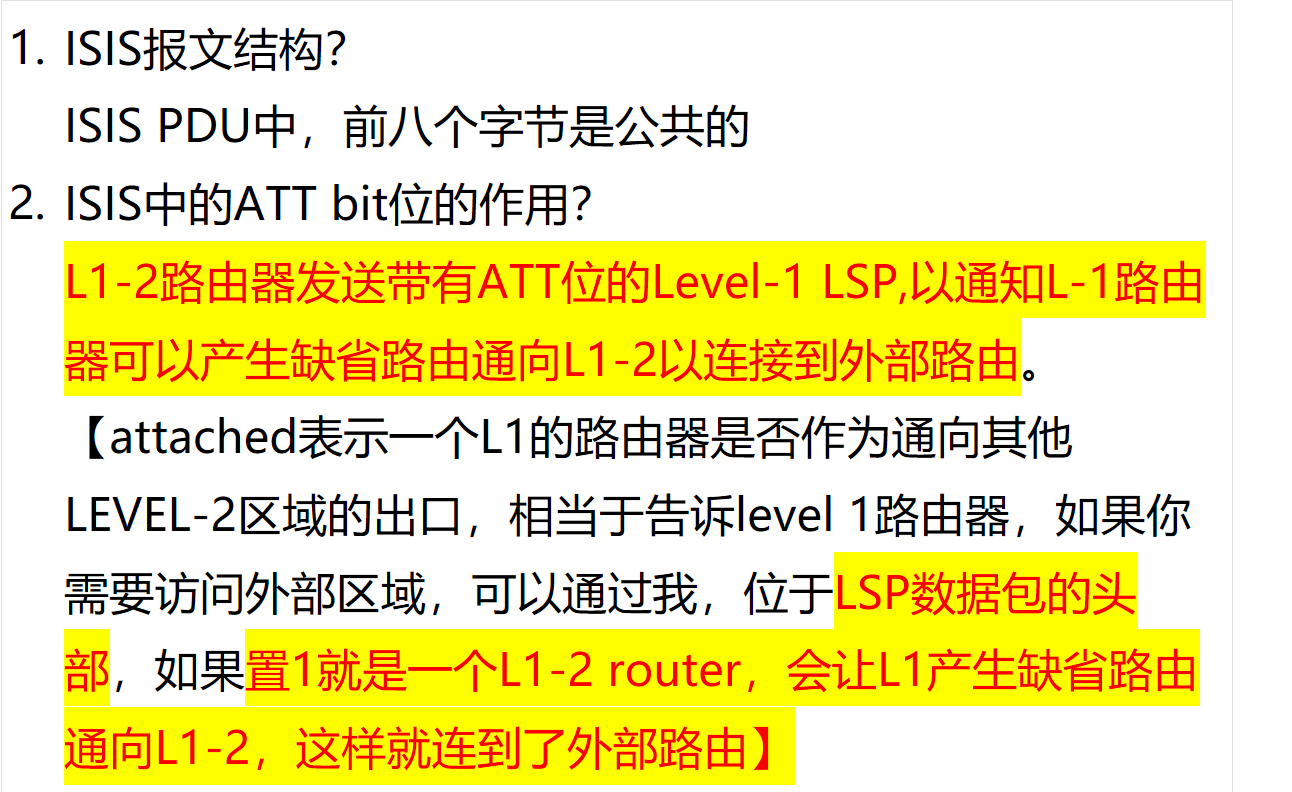 1. ISIS报文结构？
ISIS PDU中，前八个字节是公共的
2. ISIS中的ATT bit位的作用？
L1-2路由器发送带有ATT位的Level-1 LSP,以通知L-1路由
器可以产生缺省路由通向L1-2以连接到外部路由。
【attached表示一个L1的路由器是否作为通向其他
LEVEL-2区域的出口，相当于告诉level 1路由器，如果你
需要访问外部区域，可以通过我，位于LSP数据包的头
部，如果置1就是一个L1-2 router，会让L1产生缺省路由
通向L1-2，这样就连到了外部路由】